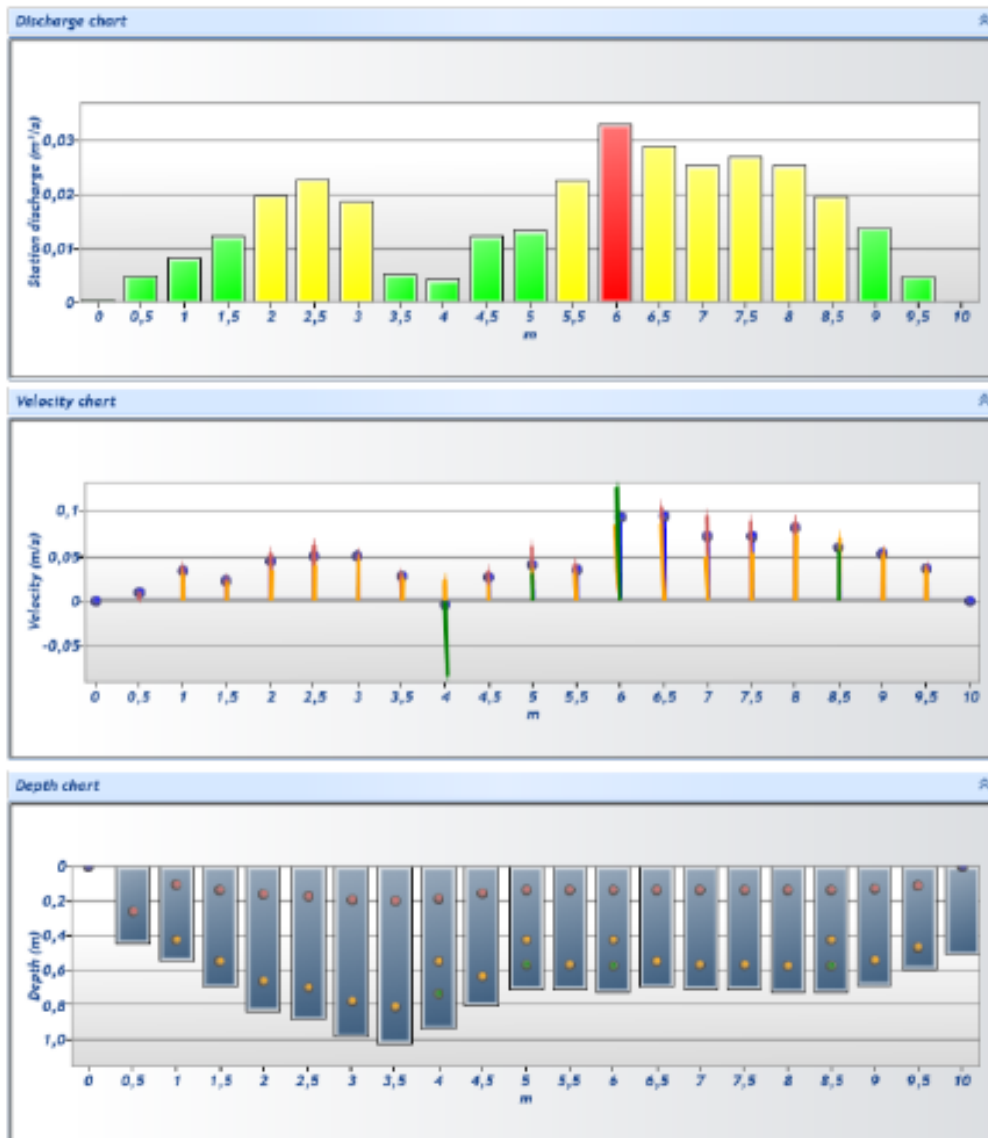 Discharge chart
Station discharge (m³/s)
0,03
0,02
0,01
0
0 0,5 1 1,5 2 2,5 3 3,5 4 4,5 5 5,5 6 6,5 7 7,5 8 8,5 9 9,5 10
m
Velocity chart
Velocity (m/s)
0,1
0,05
0
-0,05
0 0,5 1 1,5 2 2,5 3 3,5 4 4,5 5 5,5 6 6,5 7 7,5 8 8,5 9 9,5 10
m
Depth chart
Depth (m)
0
0,2
0,4
0,6
0,8
1,0
0 0,5 1 1,5 2 2,5 3 3,5 4 4,5 5 5,5 6 6,5 7 7,5 8 8,5 9 9,5 10
m